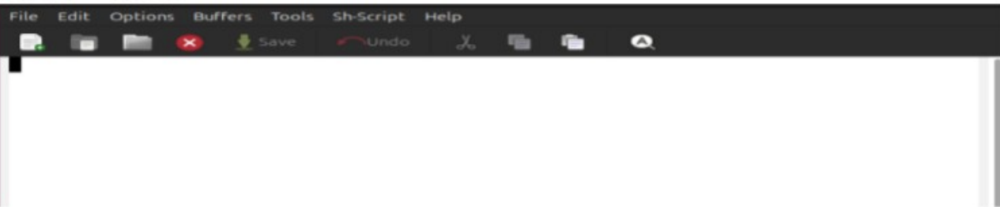 File Edit Options Buffers Tools Sh-Script Help
Save Undo